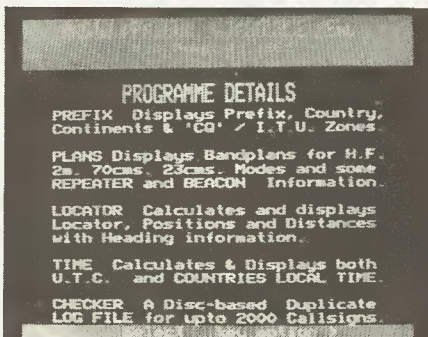 PROGRAMME DETAILS
PREFIX Displays Prefix, Country,
Continents & 'CQ' / I.T.U. Zones.
PLANS Displays Bandplans for H.F.
2m. 70cms. 23cms. Modes and some
REPEATER and BEACON Information.
LOCATOR Calculates and displays
Locator, Positions and Distances
with Heading information.
TIME Calculates & Displays both
U.T.C. and COUNTRIES LOCAL TIME.
CHECKER A Disc-based Duplicate
LOG FILE for upto 2000 Callsigns.